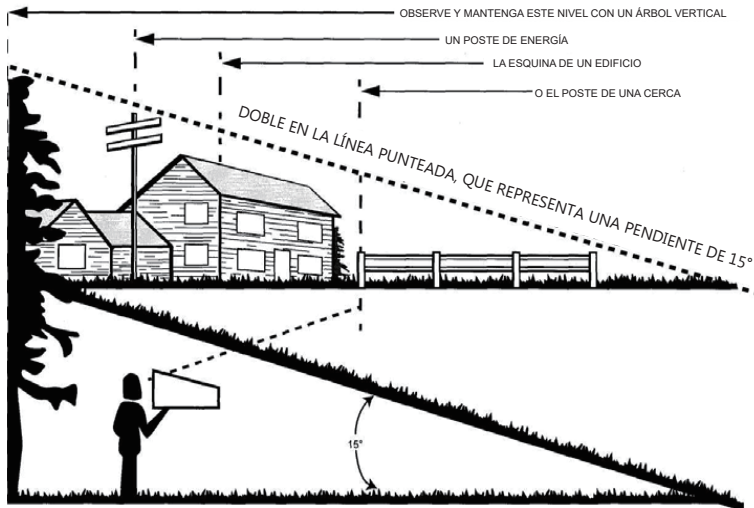 OBSERVE Y MANTENGA ESTE NIVEL CON UN ÁRBOL VERTICAL
UN POSTE DE ENERGÍA
LA ESQUINA DE UN EDIFICIO
O EL POSTE DE UNA CERCA
DOBLE EN LA LÍNEA PUNTEADA, QUE REPRESENTA UNA PENDIENTE DE 15°
15°